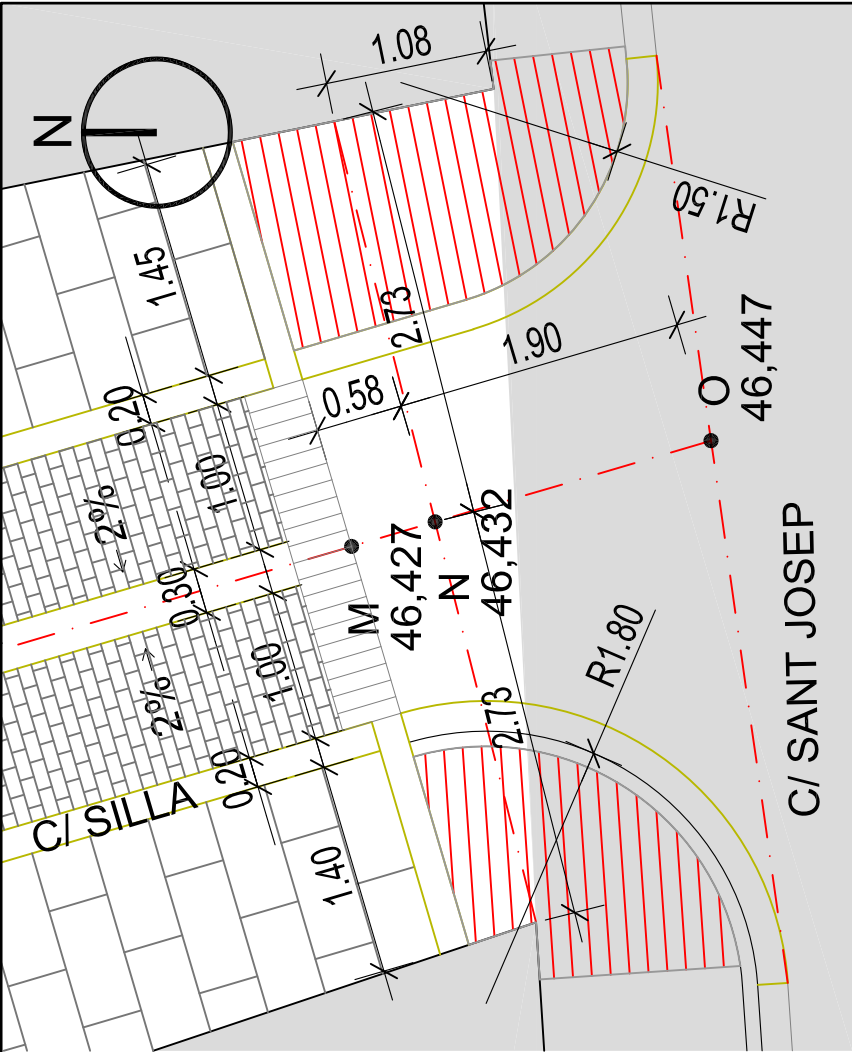 N
1.08
R1.50
1.45
2.73
1.90
0.20
0.58
O
46,447
1.00
2%
M
46,427
N
46,432
0.30
1.00
2%
R1.80
2.73
0.20
C/ SILLA
1.40
C/ SANT JOSEP